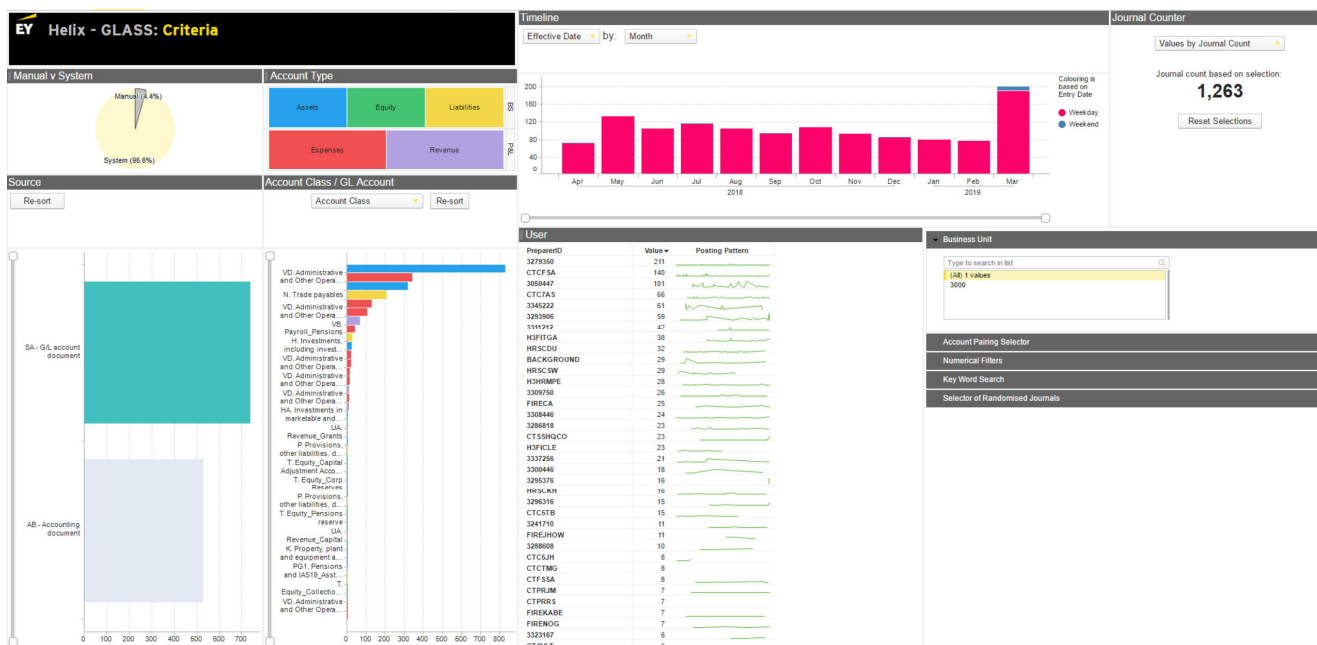 EY Helix - GLASS: Criteria
Manual v System
Manual (4.4%)
System (96.6%)
Account Type
Assets
Equity
Liabilities
BS
Expenses
Revenue
P&L
Timeline
Effective Date by: Month
200
160
120
80
40
0
Apr May Jun Jul Aug Sep Oct Nov Dec Jan Feb Mar
2018 2019
Colouring is
based on
Entry Date
Weekday
Weekend
Journal Counter
Values by Journal Count
Journal count based on selection:
1,263
Reset Selections
Source
Re-sort
SA - G/L account
document
AB - Accounting
document
0 100 200 300 400 500 600 700
Account Class / GL Account
Account Class Re-sort
VD. Administrative
and Other Opera...
N. Trade payables
VD. Administrative
and Other Opera...
VB.
Payroll_Pensions
H. Investments,
including invest...
VD. Administrative
and Other Opera...
VD. Administrative
and Other Opera...
VD. Administrative
and Other Opera...
HA. Investments in
marketable and...
UA.
Revenue_Grants
P. Provisions,
other liabilities, d...
T. Equity_Capital
Adjustment Acco...
T. Equity_Corp
Reserves
P. Provisions,
other liabilities, d...
T. Equity_Pensions
reserve
UA.
Revenue_Capital
K. Property, plant
and equipment a...
PG1. Pensions
and IAS19_Asst...
T.
Equity_Collectio...
VD. Administrative
and Other Opera...
0 100 200 300 400 500 600 700 800
User
PreparerID Value Posting Pattern
3279350 211
CTCFSA 140
3050447 101
CTC7AS 66
3345222 61
3293906 59
3311212 42
H3FITGA 38
HRSCDU 32
BACKGROUND 29
HRSCSW 29
H3HRMPE 28
3309750 26
FIRECA 25
3308446 24
3286818 23
CTSSHQCO 23
H3FICLE 23
3337256 21
3300446 18
3295376 16
HRSCKH 16
3296316 15
CTC5TB 15
3241710 11
FIREJHOW 11
3288608 10
CTC5JH 8
CTCTMG 8
CTFSSA 8
CTPRJM 7
CTPRRS 7
FIREKABE 7
FIRENOG 7
3323167 6
Business Unit
Type to search in list
(All) 1 values
3000
Account Pairing Selector
Numerical Filters
Key Word Search
Selector of Randomised Journals